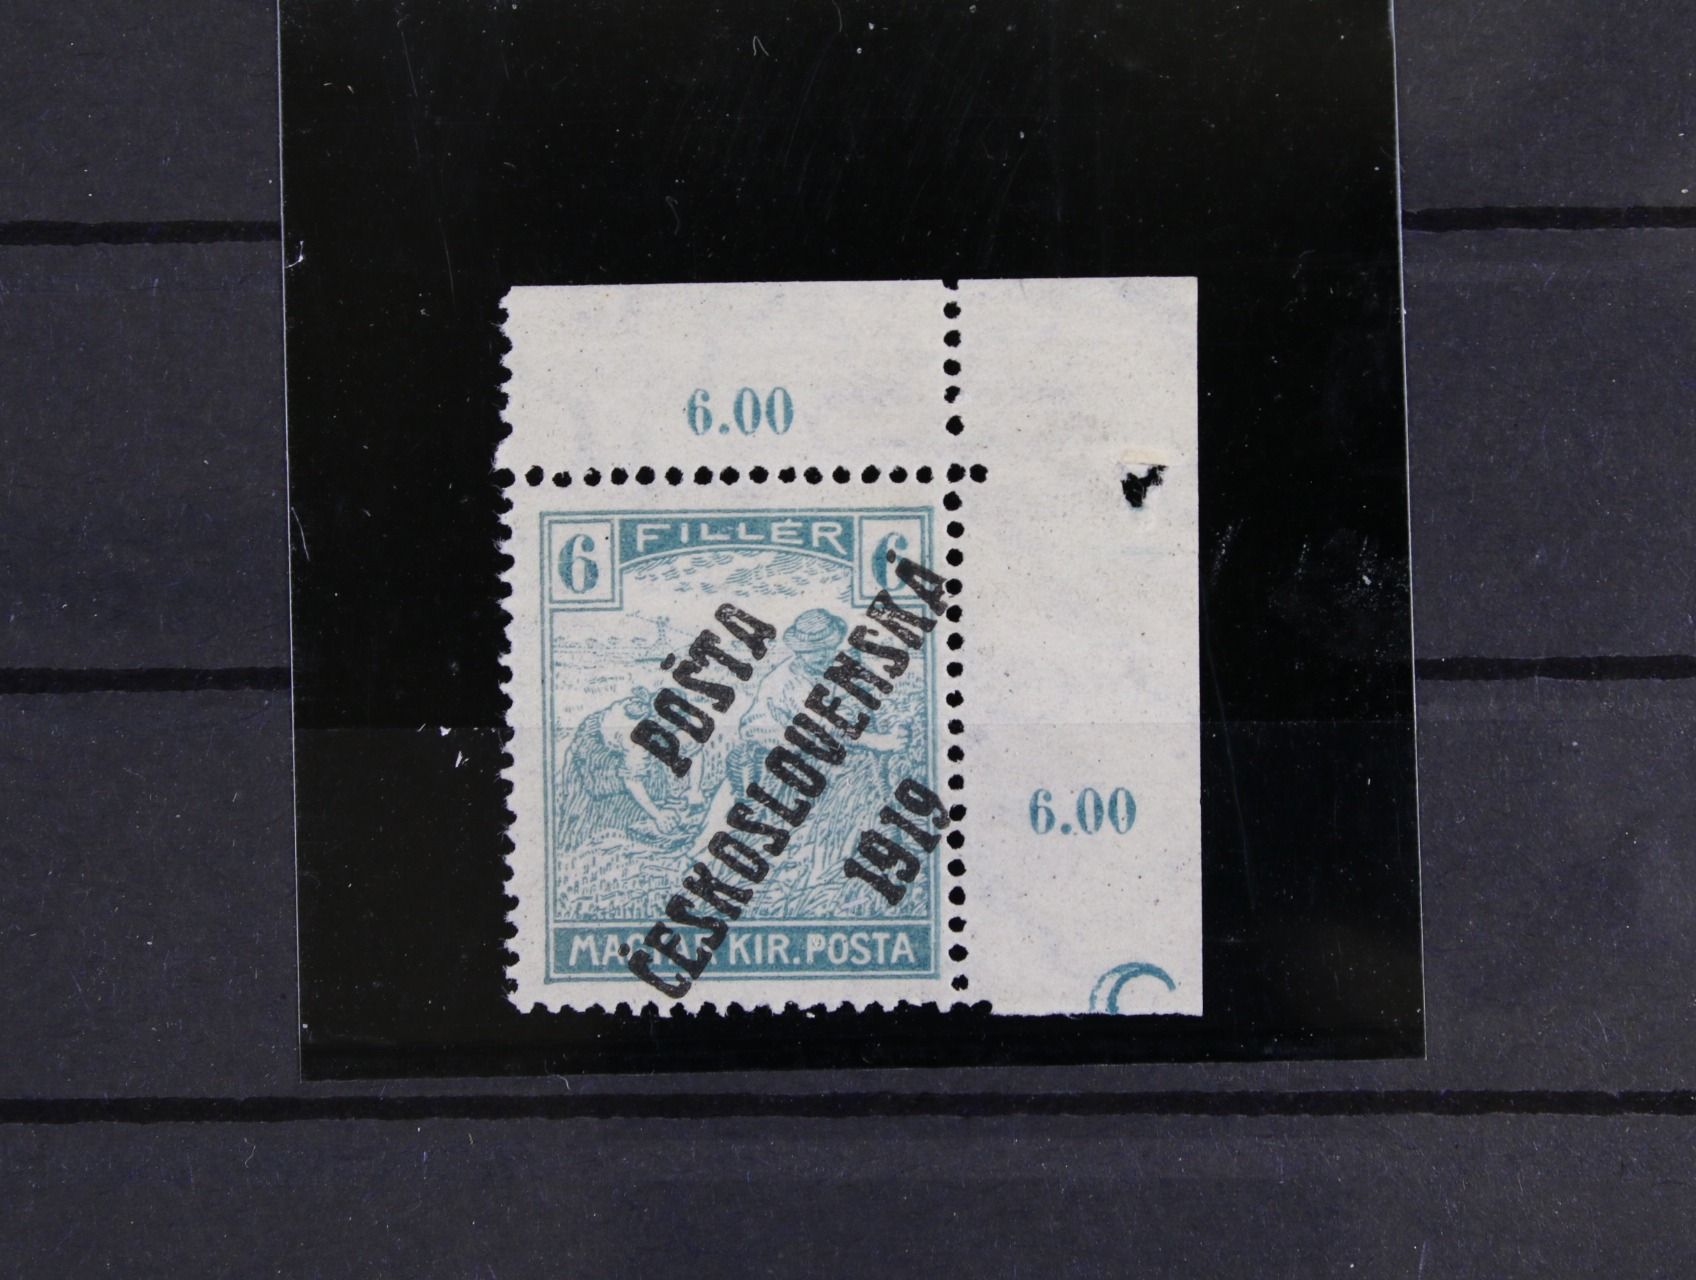 6.00
6 FILLÉR 6
POŠTA
ČESKOSLOVENSKÁ
1919
6.00
MAGYAR KIR. POSTA